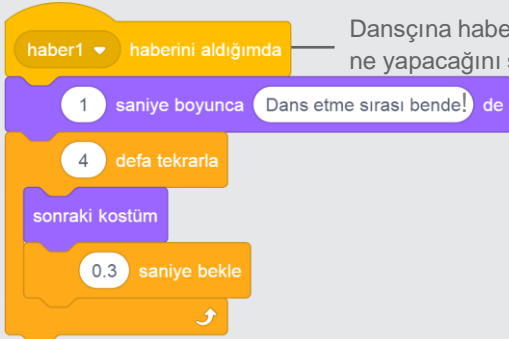 haber1 haberini aldığımda
Dansçına
ne yapacağını
1 saniye boyunca Dans etme sırası bende! de
4 defa tekrarla
sonraki kostüm
0.3 saniye bekle